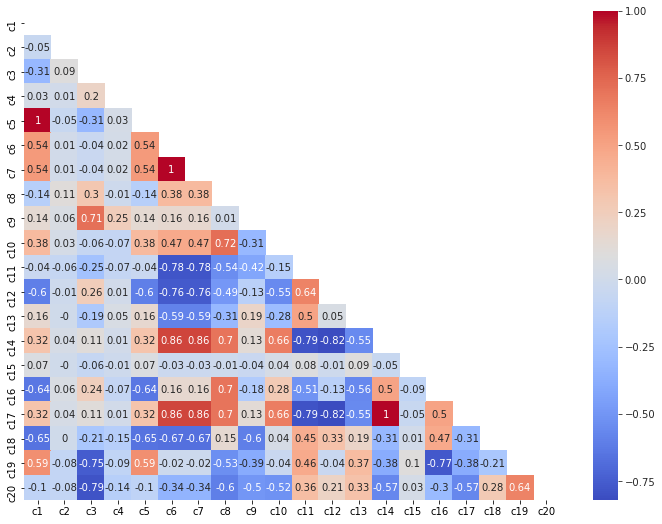 c1
c2 -0.05
c3 -0.31 0.09
c4 0.03 0.01 0.2
c5 1 -0.05 -0.31 0.03
c6 0.54 0.01 -0.04 0.02 0.54
c7 0.54 0.01 -0.04 0.02 0.54 1
c8 -0.14 0.11 0.3 -0.01 -0.14 0.38 0.38
c9 0.14 0.06 0.71 0.25 0.14 0.16 0.16 0.01
c10 0.38 0.03 -0.06 -0.07 0.38 0.47 0.47 0.72 -0.31
c11 -0.04 -0.06 -0.25 -0.07 -0.04 -0.78 -0.78 -0.54 -0.42 -0.15
c12 -0.6 -0.01 0.26 0.01 -0.6 -0.76 -0.76 -0.49 -0.13 -0.55 0.64
c13 0.16 -0 -0.19 0.05 0.16 -0.59 -0.59 -0.31 0.19 -0.28 0.5 0.05
c14 0.32 0.04 0.11 0.01 0.32 0.86 0.86 0.7 0.13 0.66 -0.79 -0.82 -0.55
c15 0.07 -0 -0.06 -0.01 0.07 -0.03 -0.03 -0.01 -0.04 0.04 0.08 -0.01 0.09 -0.05
c16 -0.64 0.06 0.24 -0.07 -0.64 0.16 0.16 0.7 -0.18 0.28 -0.51 -0.13 -0.56 0.5 -0.09
c17 0.32 0.04 0.11 0.01 0.32 0.86 0.86 0.7 0.13 0.66 -0.79 -0.82 -0.55 1 -0.05 0.5
c18 -0.65 0 -0.21 -0.15 -0.65 -0.67 -0.67 0.15 -0.6 0.04 0.45 0.33 0.19 -0.31 0.01 0.47 -0.31
c19 0.59 -0.08 -0.75 -0.09 0.59 -0.02 -0.02 -0.53 -0.39 -0.04 0.46 -0.04 0.37 -0.38 0.1 -0.77 -0.38 -0.21
c20 -0.1 -0.08 -0.79 -0.14 -0.1 -0.34 -0.34 -0.6 -0.5 -0.52 0.36 0.21 0.33 -0.57 0.03 -0.3 -0.57 0.28 0.64
c1 c2 c3 c4 c5 c6 c7 c8 c9 c10 c11 c12 c13 c14 c15 c16 c17 c18 c19 c20
1.00
0.75
0.50
0.25
0.00
-0.25
-0.50
-0.75